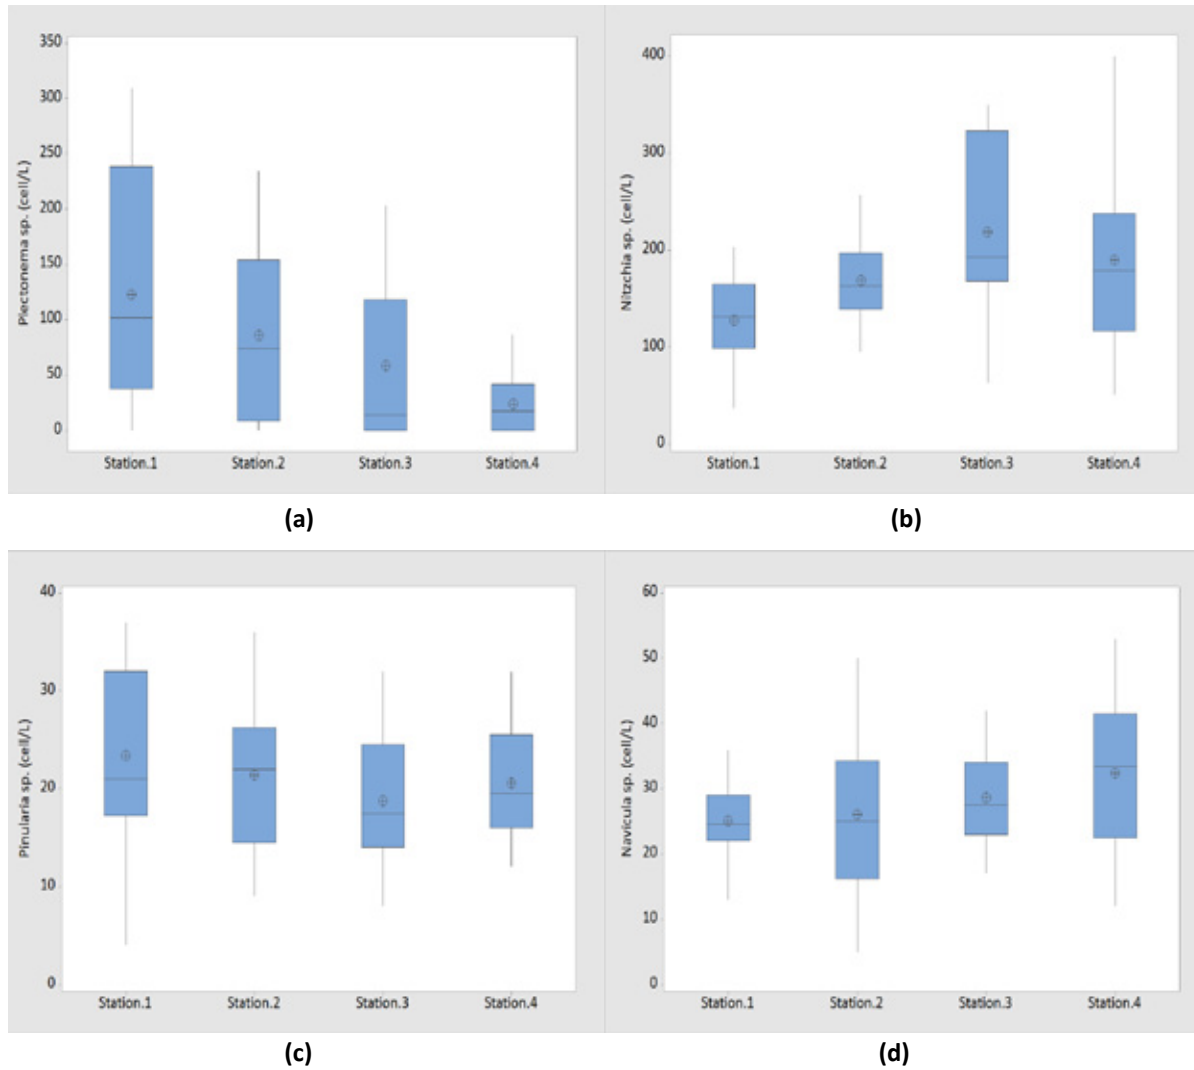 350
300
250
200
150
100
50
0
Plectonema sp. (cell/L)
Station.1 Station.2 Station.3 Station.4
(a)
400
300
200
100
0
Nitzchia sp. (cell/L)
Station.1 Station.2 Station.3 Station.4
(b)
40
30
20
10
0
Pinularia sp. (cell/L)
Station.1 Station.2 Station.3 Station.4
(c)
60
50
40
30
20
10
0
Navicula sp. (cell/L)
Station.1 Station.2 Station.3 Station.4
(d)